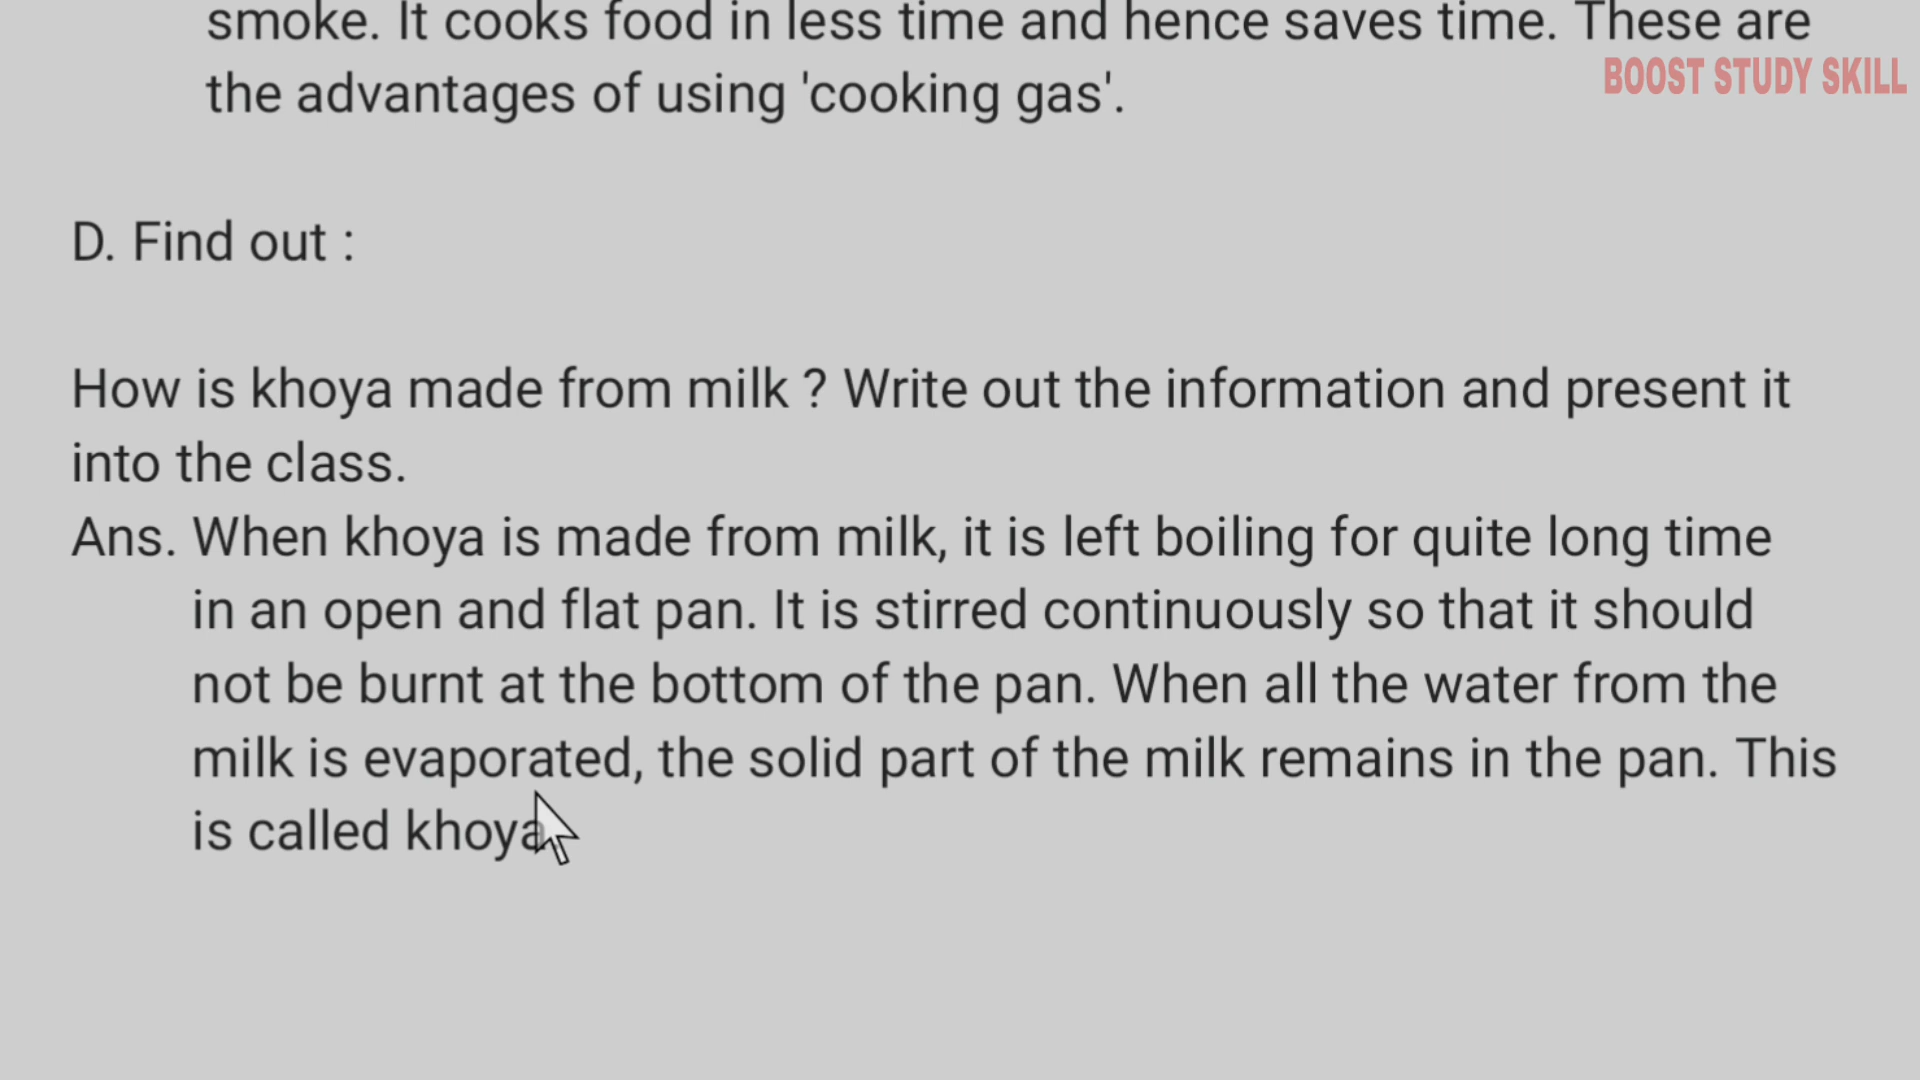 smoke. It cooks food in less time and hence saves time. These are
BOOST STUDY SKILL
the advantages of using 'cooking gas'.
D. Find out :
How is khoya made from milk ? Write out the information and present it
into the class.
Ans. When khoya is made from milk, it is left boiling for quite long time
in an open and flat pan. It is stirred continuously so that it should
not be burnt at the bottom of the pan. When all the water from the
milk is evaporated, the solid part of the milk remains in the pan. This
is called khoya.